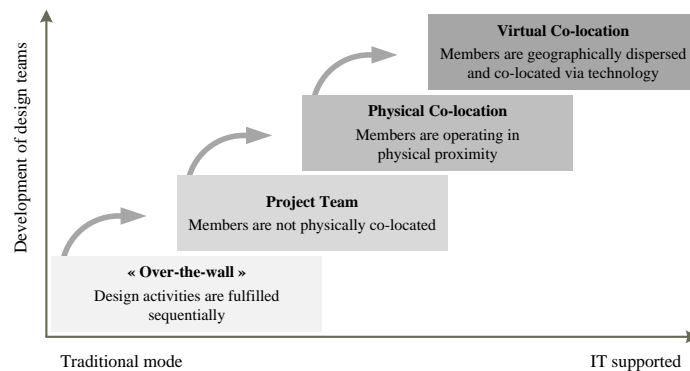 Virtual Co-location
Members are geographically dispersed
and co-located via technology
Physical Co-location
Members are operating in
physical proximity
Project Team
Members are not physically co-located
« Over-the-wall »
Design activities are fulfilled
sequentially
Development of design teams
Traditional mode
IT supported